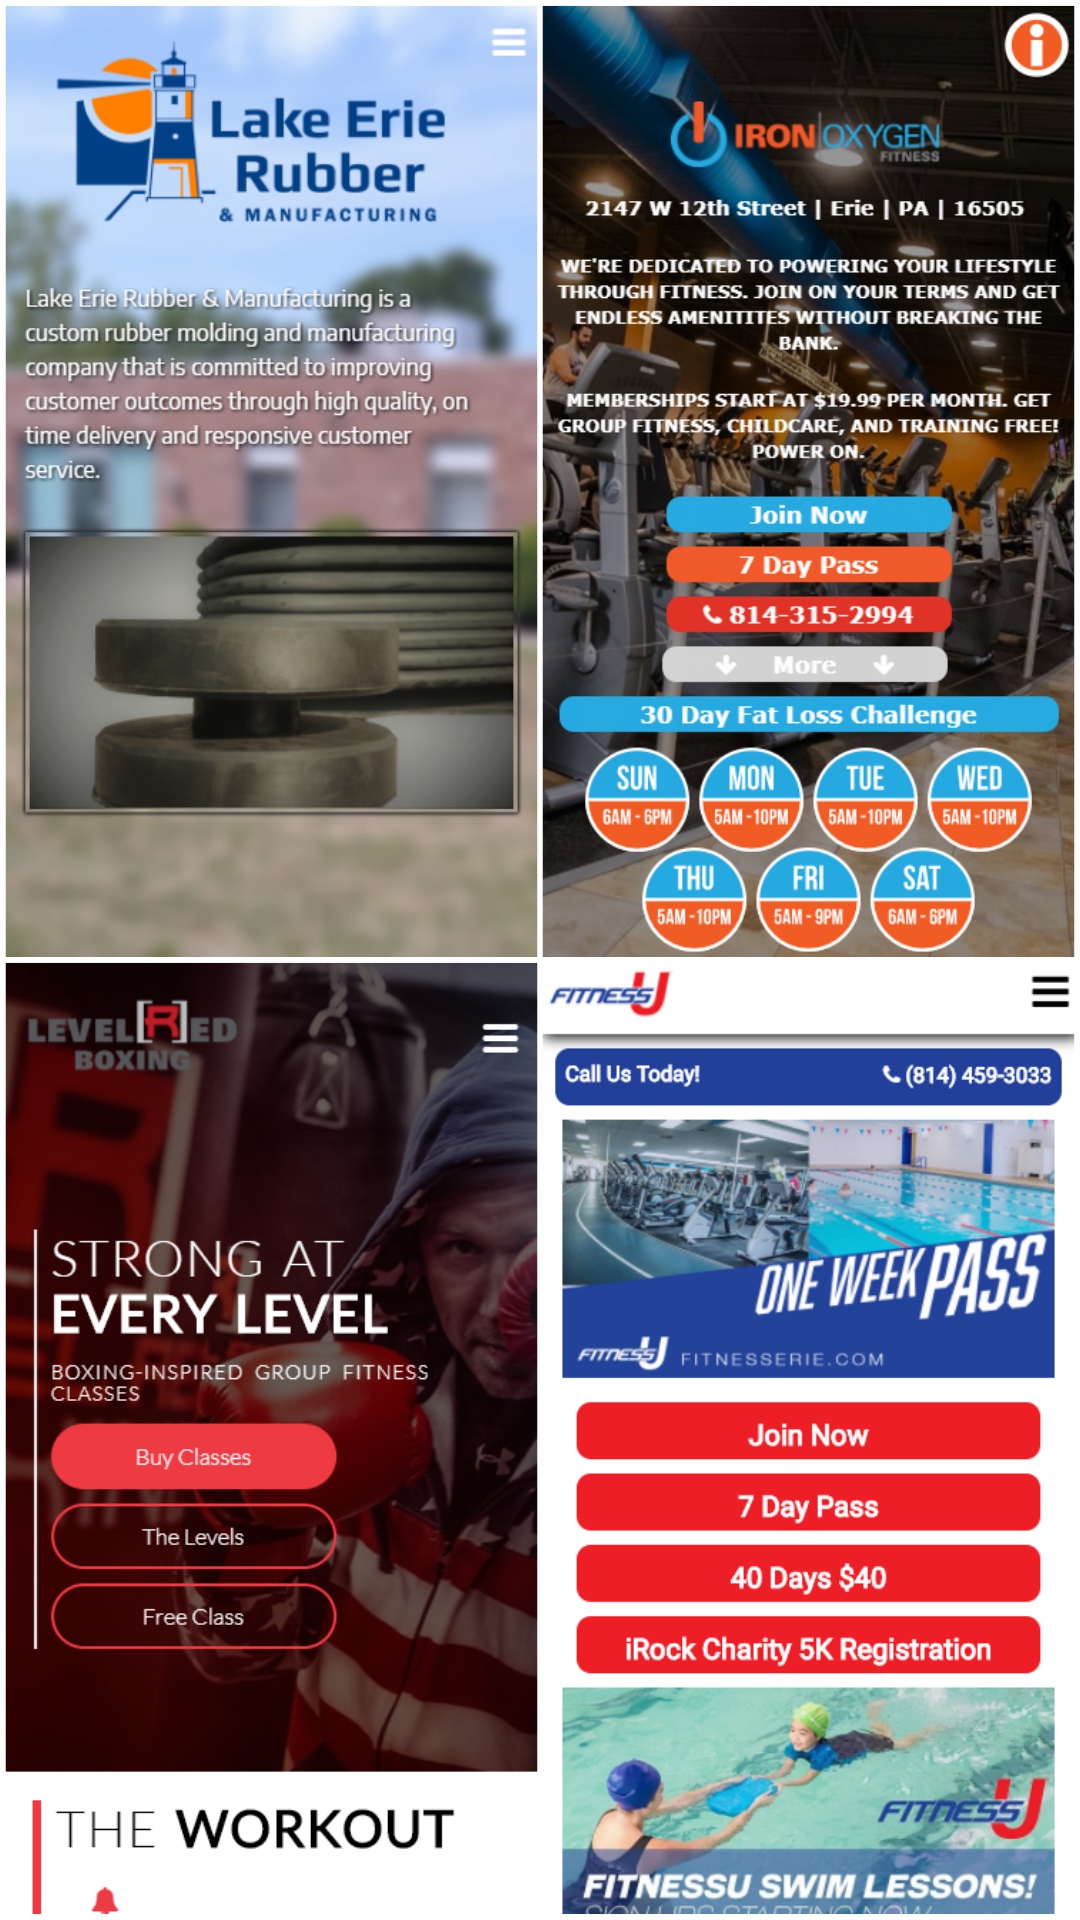 Lake Erie
Rubber
& MANUFACTURING
Lake Erie Rubber & Manufacturing is a
custom rubber molding and manufacturing
company that is committed to improving
customer outcomes through high quality, on
time delivery and responsive customer
service.
IRON|OXYGEN
FITNESS
2147 W 12th Street | Erie | PA | 16505
WE'RE DEDICATED TO POWERING YOUR LIFESTYLE
THROUGH FITNESS. JOIN ON YOUR TERMS AND GET
ENDLESS AMENITITES WITHOUT BREAKING THE
BANK.
MEMBERSHIPS START AT $19.99 PER MONTH. GET
GROUP FITNESS, CHILDCARE, AND TRAINING FREE!
POWER ON.
Join Now
7 Day Pass
814-315-2994
More
30 Day Fat Loss Challenge
SUN MON TUE WED
6AM - 6PM 5AM - 10PM 5AM - 10PM 5AM - 10PM
THU FRI SAT
5AM - 10PM 5AM - 9PM 6AM - 6PM
LEVEL[R]ED
BOXING
STRONG AT
EVERY LEVEL
BOXING-INSPIRED GROUP FITNESS
CLASSES
Buy Classes
The Levels
Free Class
THE WORKOUT
FITNESSU
Call Us Today! (814) 459-3033
ONE WEEK PASS
FITNESSU FITNESSERIE.COM
Join Now
7 Day Pass
40 Days $40
iRock Charity 5K Registration
FITNESSU
FITNESSU SWIM LESSONS!
SIGN UPS STARTING NOW